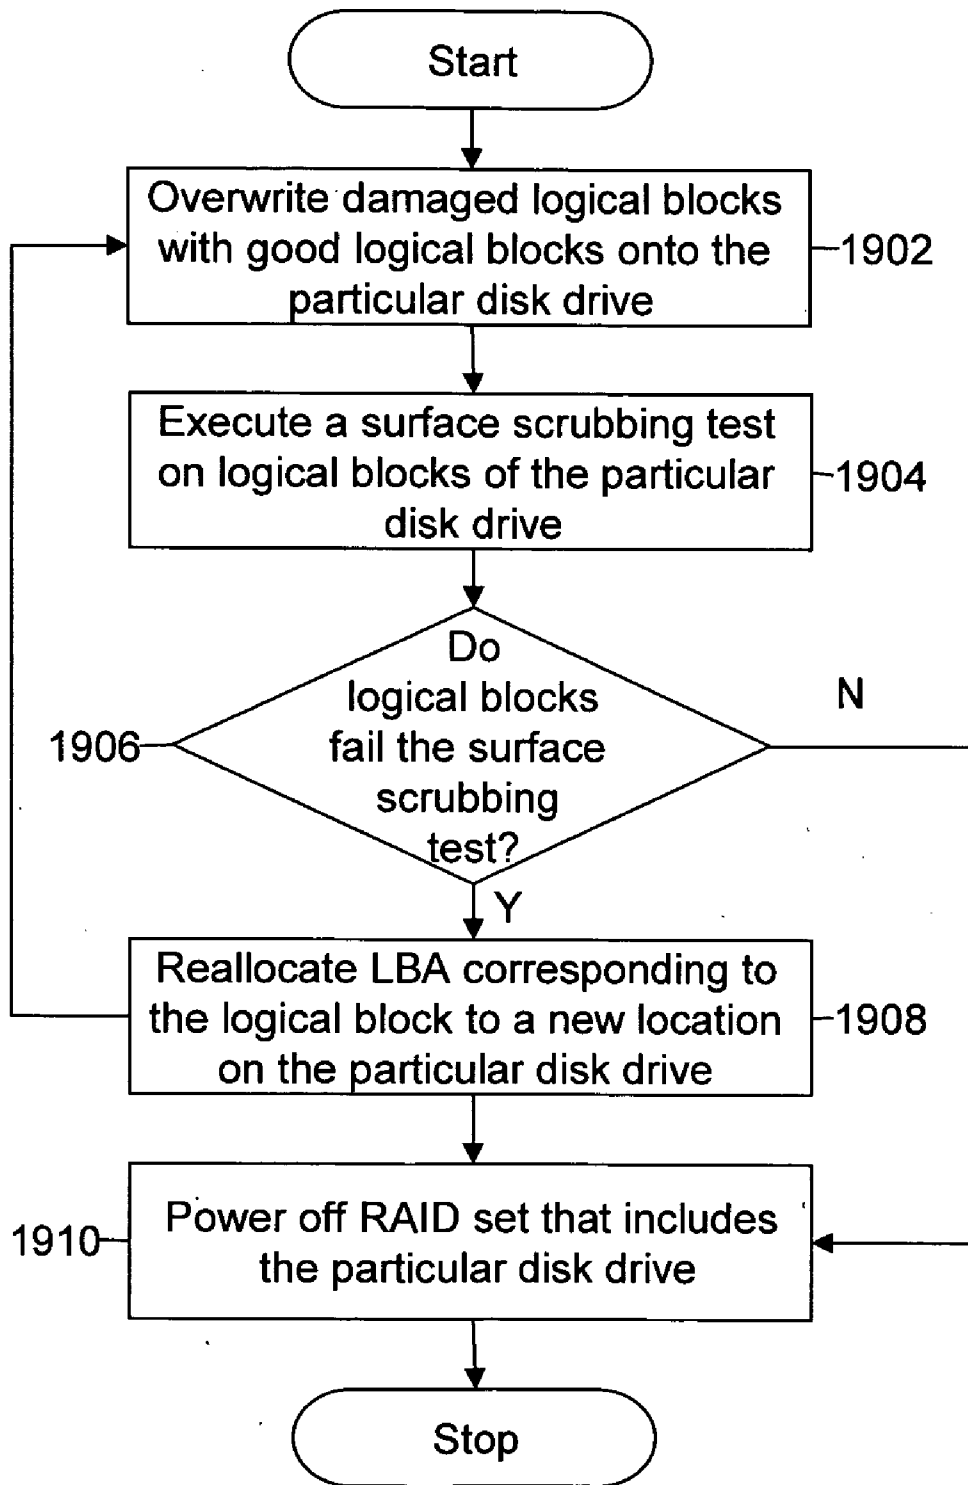 Start
Overwrite damaged logical blocks
with good logical blocks onto the
particular disk drive
1902
Execute a surface scrubbing test
on logical blocks of the particular
disk drive
1904
Do
logical blocks
fail the surface
scrubbing
test?
1906
N
Y
Reallocate LBA corresponding to
the logical block to a new location
on the particular disk drive
1908
Power off RAID set that includes
the particular disk drive
1910
Stop